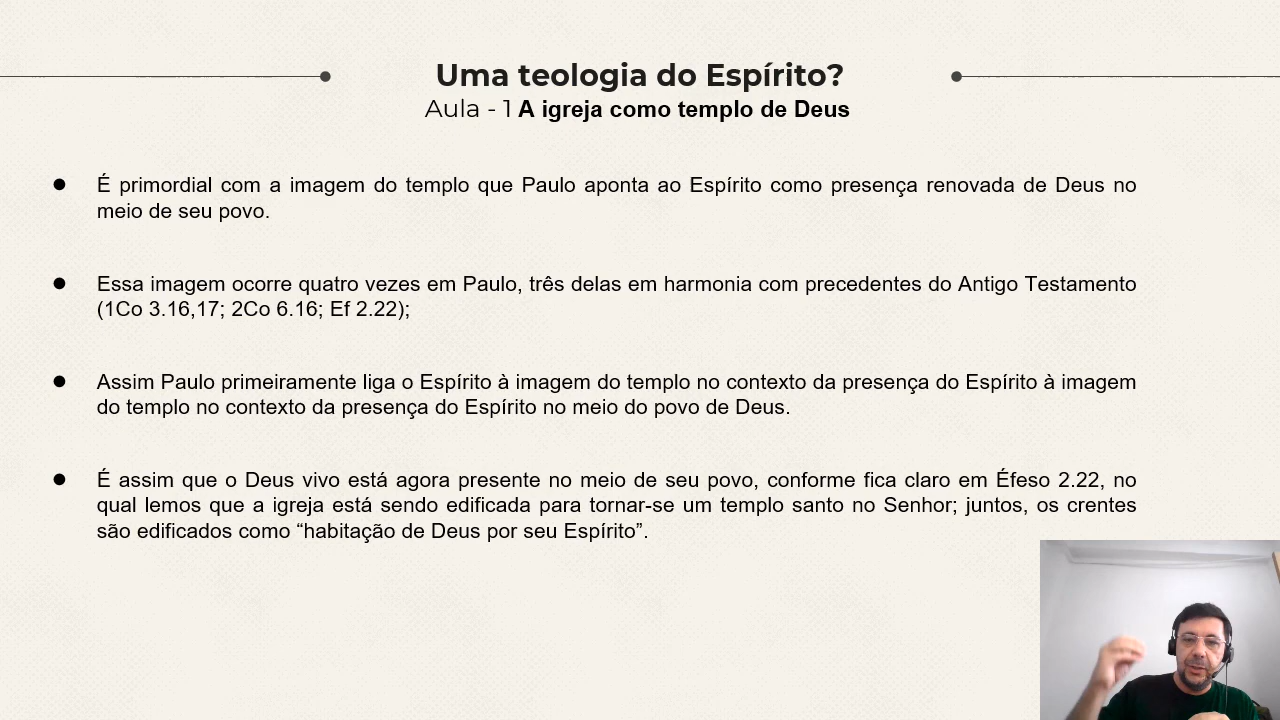 Uma teologia do Espírito?
Aula - 1 A igreja como templo de Deus
● É primordial com a imagem do templo que Paulo aponta ao Espírito como presença renovada de Deus no
meio de seu povo.
● Essa imagem ocorre quatro vezes em Paulo, três delas em harmonia com precedentes do Antigo Testamento
(1Co 3.16,17; 2Co 6.16; Ef 2.22);
● Assim Paulo primeiramente liga o Espírito à imagem do templo no contexto da presença do Espírito à imagem
do templo no contexto da presença do Espírito no meio do povo de Deus.
● É assim que o Deus vivo está agora presente no meio de seu povo, conforme fica claro em Éfeso 2.22, no
qual lemos que a igreja está sendo edificada para tornar-se um templo santo no Senhor; juntos, os crentes
são edificados como “habitação de Deus por seu Espírito”.